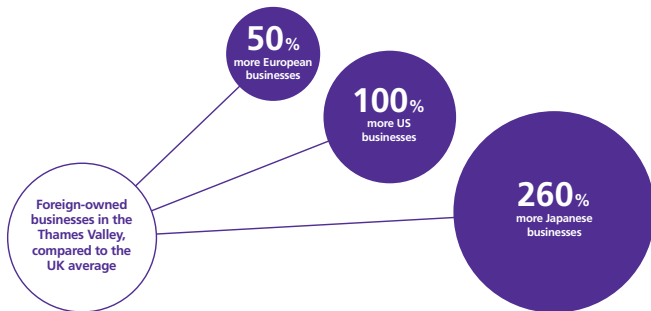 50%
more European
businesses
100%
more US
businesses
260%
more Japanese
businesses
Foreign-owned
businesses in the
Thames Valley,
compared to the
UK average